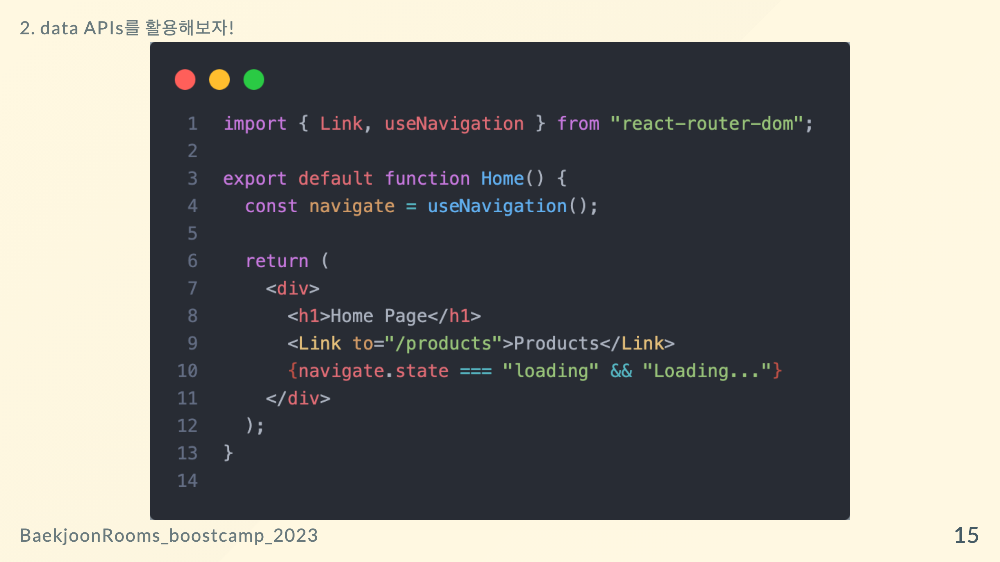 2. data APIs를 활용해보자!
1 import { Link, useNavigation } from "react-router-dom";
2
3 export default function Home() {
4   const navigate = useNavigation();
5
6   return (
7     <div>
8       <h1>Home Page</h1>
9       <Link to="/products">Products</Link>
10       {navigate.state === "loading" && "Loading..."}
11     </div>
12   );
13 }
14
BaekjoonRooms_boostcamp_2023
15